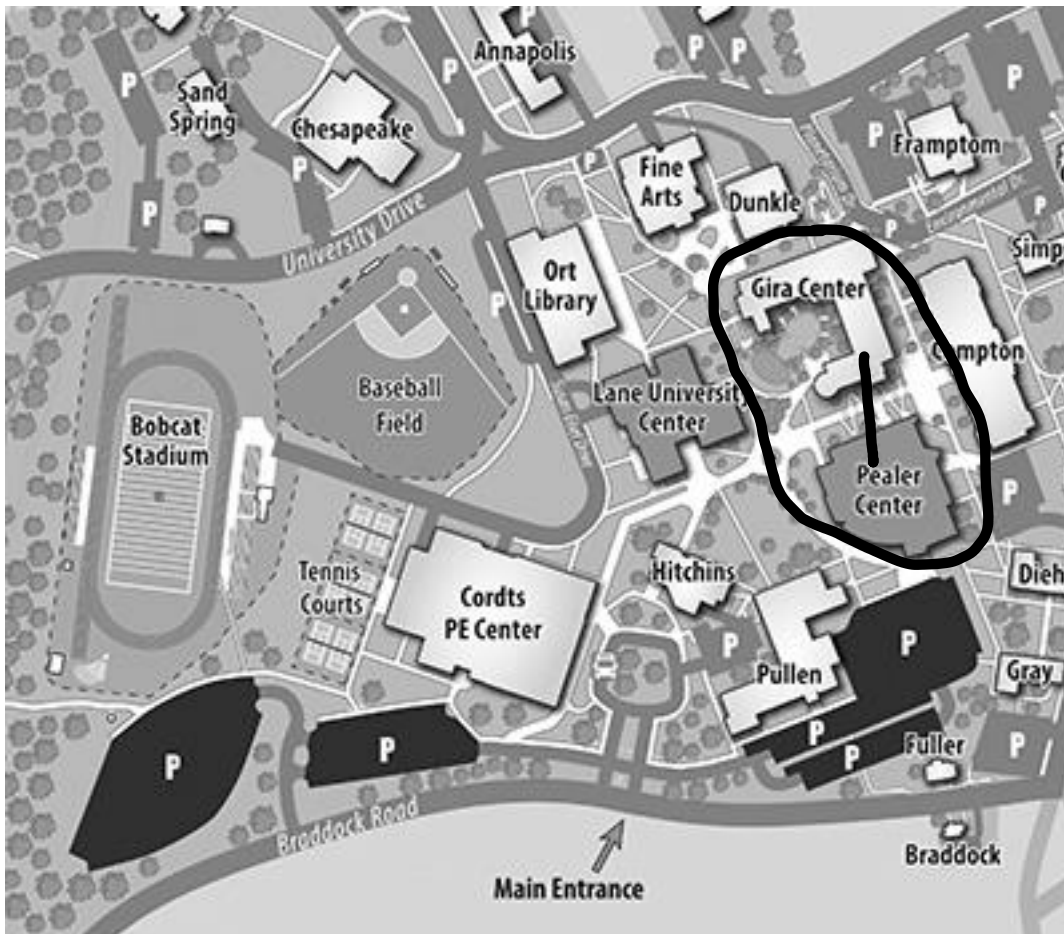 Annapolis
P
P
P
P
Sand
Spring
Chesapeake
P
P
Framptom
P
Fine
Arts
P
Dunkle
P
P
University Drive
Simp
Ort
Library
P
Gira Center
Compton
Baseball
Field
Lane University
Center
Bobcat
Stadium
Pealer
Center
P
Tennis
Courts
Cordts
PE Center
Hitchins
Dieh
P
P
Pullen
Gray
P
P
P
P
P
Fuller
P
Braddock Road
Braddock
Main Entrance